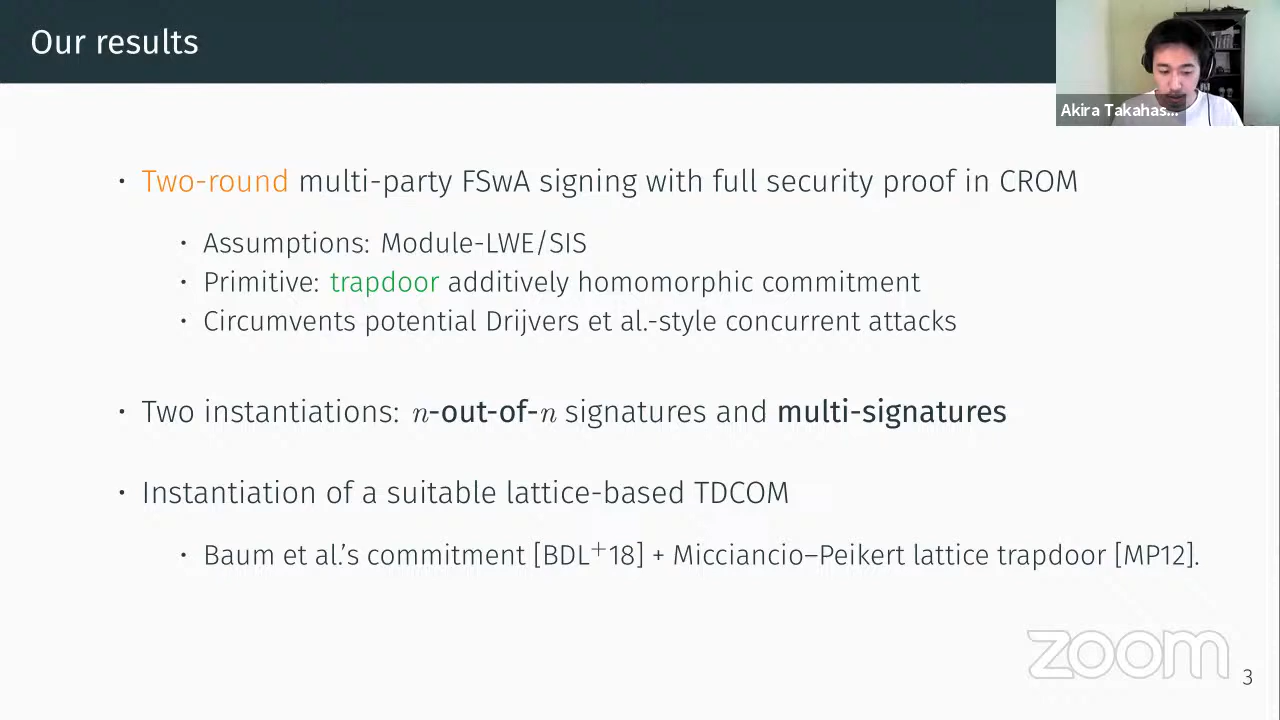 Our results
Akira Takahas...
• Two-round multi-party FSwA signing with full security proof in CROM
• Assumptions: Module-LWE/SIS
• Primitive: trapdoor additively homomorphic commitment
• Circumvents potential Drijvers et al.-style concurrent attacks
• Two instantiations: n-out-of-n signatures and multi-signatures
• Instantiation of a suitable lattice-based TDCOM
• Baum et al.’s commitment [BDL+18] + Micciancio–Peikert lattice trapdoor [MP12].
zoom
3